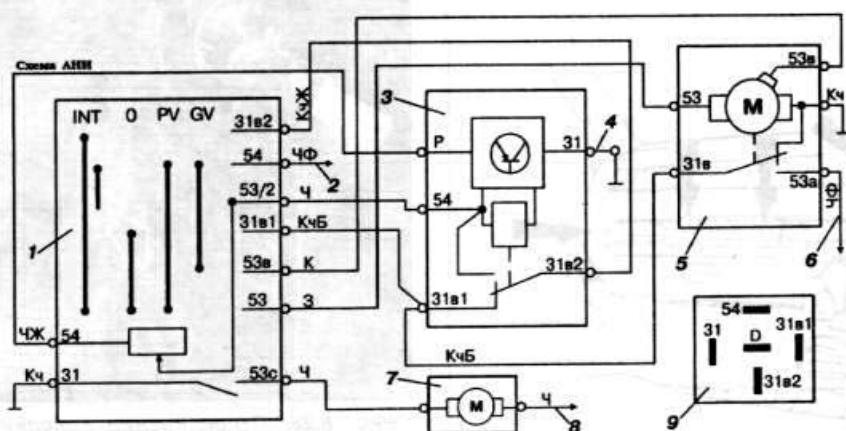 Схема АНН
INT O PV GV
31в2
КчЖ
54
ЧФ
2
53/2
Ч
31в1
КчБ
53в
К
53
З
1
ЧЖ
54
Кч
31
53с
Ч
3
Р
31
4
54
31в2
31в1
КчБ
53в
53
М
Кч
31в
53а
ЧФ
5
6
7
М
Ч
8
54
31
D
31в1
31в2
9